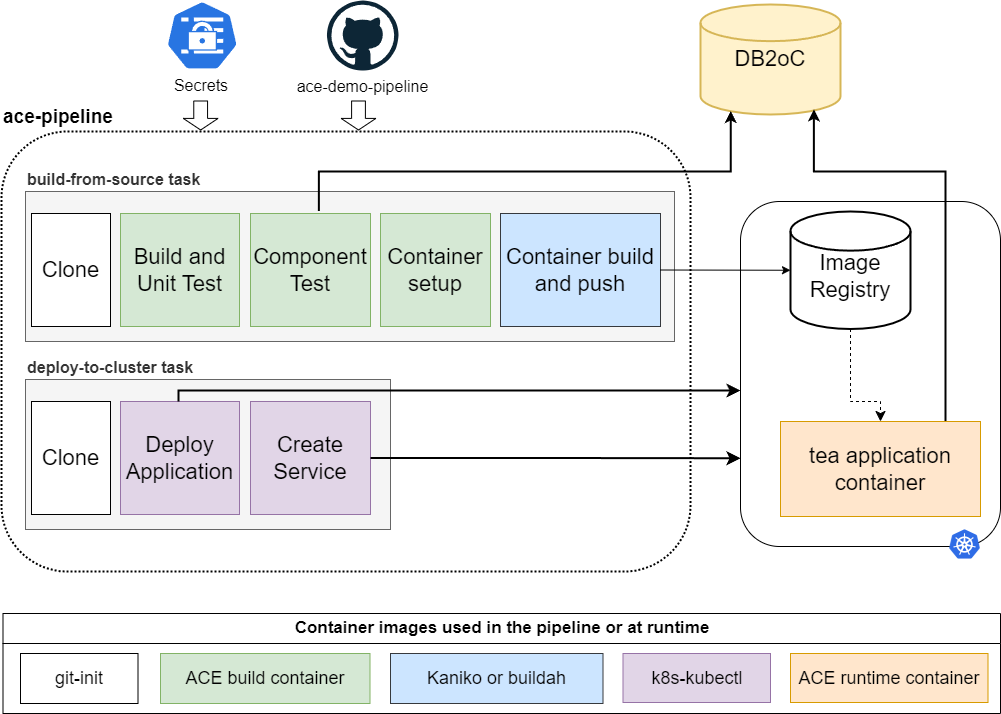 Secrets
ace-demo-pipeline
DB2oC
ace-pipeline
build-from-source task
Clone
Build and
Unit Test
Component
Test
Container
setup
Container build
and push
Image
Registry
deploy-to-cluster task
Clone
Deploy
Application
Create
Service
tea application
container
Container images used in the pipeline or at runtime
git-init
ACE build container
Kaniko or buildah
k8s-kubectl
ACE runtime container